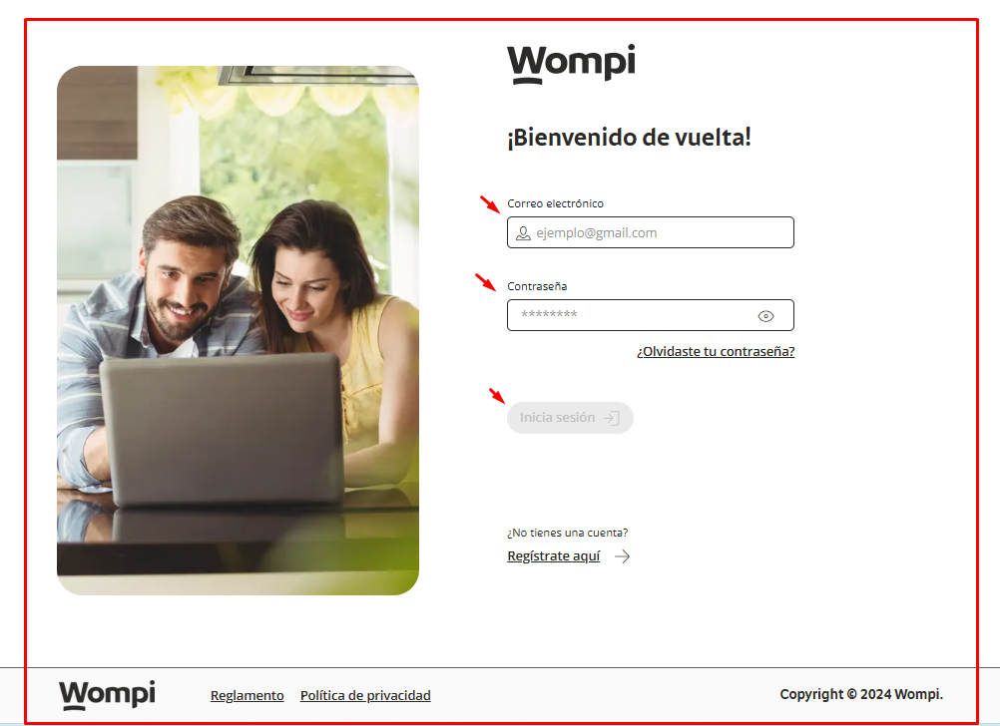 Wompi
¡Bienvenido de vuelta!
Correo electrónico
ejemplo@gmail.com
Contraseña
********
¿Olvidaste tu contraseña?
Inicia sesión
¿No tienes una cuenta?
Regístrate aquí
Wompi
Reglamento
Política de privacidad
Copyright © 2024 Wompi.